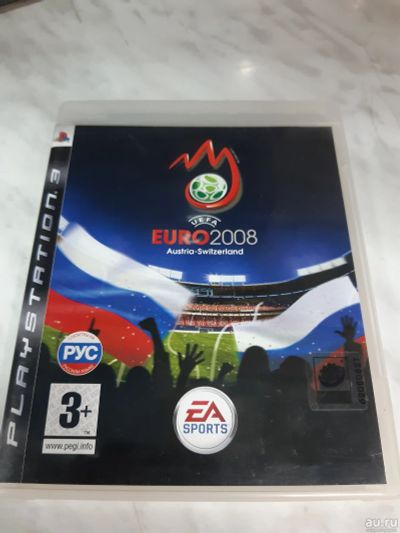 PLAYSTATION 3
UEFA
EURO2008
Austria-Switzerland
РУС
3+
www.pegi.info
EA
SPORTS
au.ru